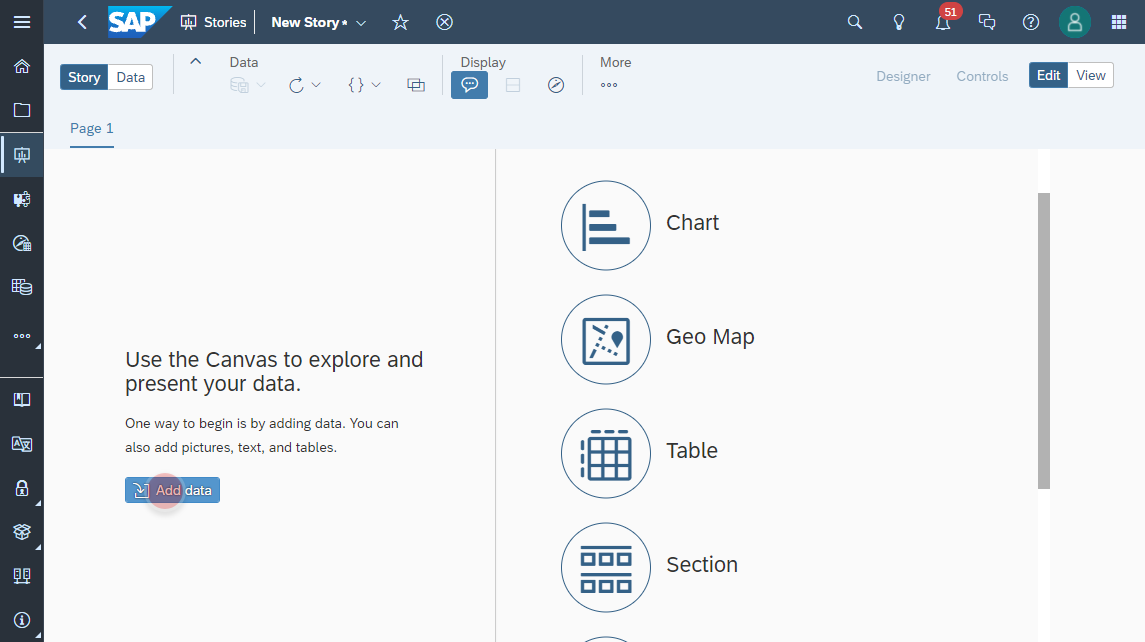 SAP
Stories
New Story *
51
Story
Data
Data
Display
More
Designer
Controls
Edit
View
Page 1
Use the Canvas to explore and
present your data.
One way to begin is by adding data. You can
also add pictures, text, and tables.
Add data
Chart
Geo Map
Table
Section